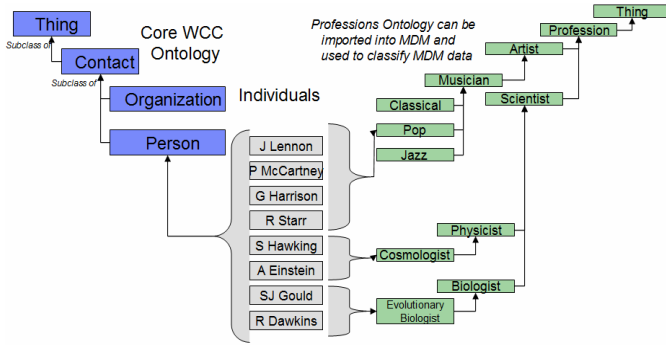 Thing
Subclass of
Contact
Subclass of
Organization
Person
Core WCC
Ontology
Individuals
J Lennon
P McCartney
G Harrison
R Starr
S Hawking
A Einstein
SJ Gould
R Dawkins
Professions Ontology can be
imported into MDM and
used to classify MDM data
Thing
Profession
Artist
Musician
Scientist
Classical
Pop
Jazz
Physicist
Cosmologist
Biologist
Evolutionary
Biologist